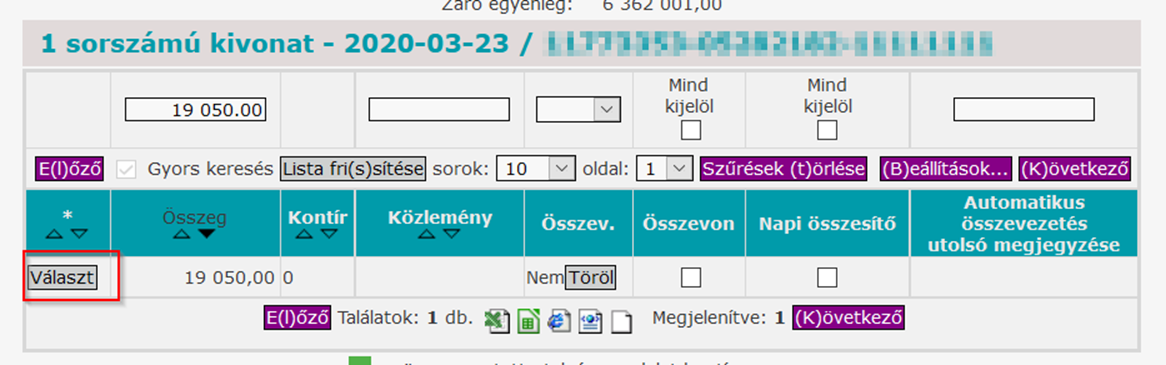 Záró egyenleg: 6 362 001,00
1 sorszámú kivonat - 2020-03-23 /
Mind kijelöl
Mind kijelöl
19 050.00
E(l)őző Gyors keresés Lista fri(s)sítése sorok: 10 oldal: 1 Szűrések (t)örlése (B)eállítások... (K)övetkező
* Összeg Kontír Közlemény Összev. Összevon Napi összesítő Automatikus összevezetés utolsó megjegyzése
Választ 19 050,00 0 Nem Töröl
E(l)őző Találatok: 1 db. Megjelenítve: 1 (K)övetkező